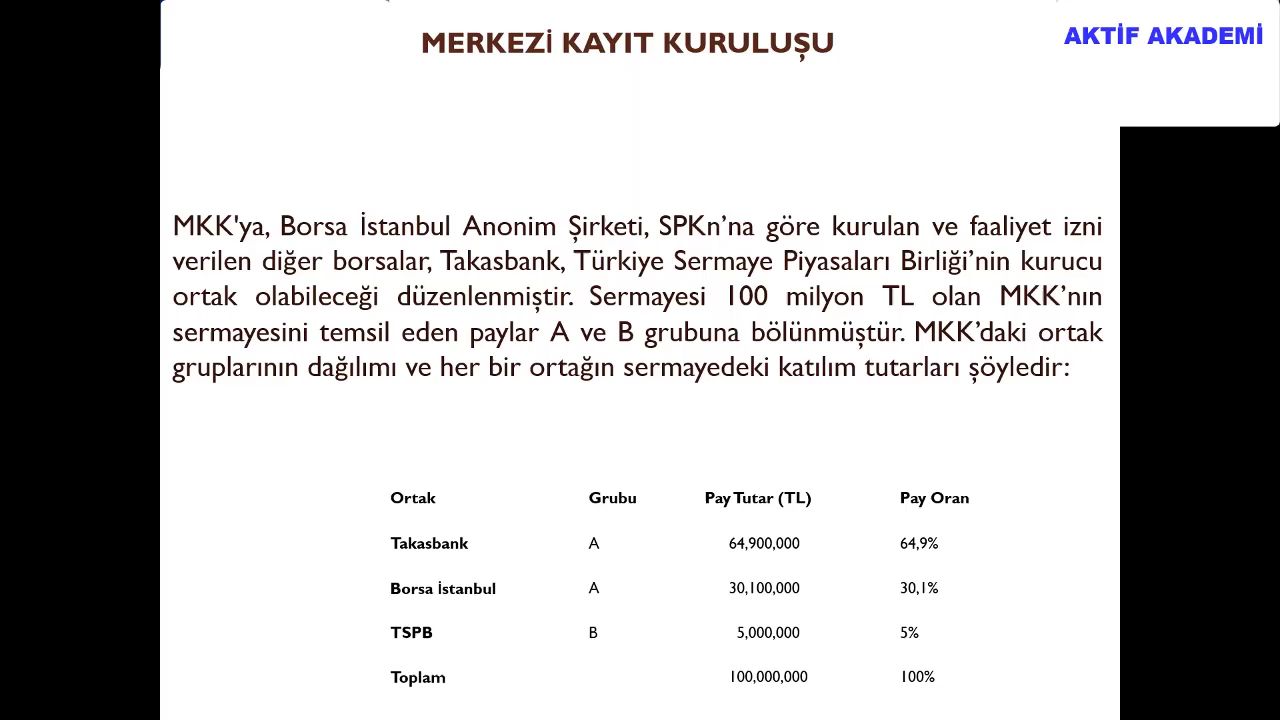 MERKEZİ KAYIT KURULUŞU
AKTİF AKADEMİ
MKK'ya, Borsa İstanbul Anonim Şirketi, SPKn’na göre kurulan ve faaliyet izni
verilen diğer borsalar, Takasbank, Türkiye Sermaye Piyasaları Birliği’nin kurucu
ortak olabileceği düzenlenmiştir. Sermayesi 100 milyon TL olan MKK’nın
sermayesini temsil eden paylar A ve B grubuna bölünmüştür. MKK’daki ortak
gruplarının dağılımı ve her bir ortağın sermayedeki katılım tutarları şöyledir:
Ortak Grubu Pay Tutar (TL) Pay Oran
Takasbank A 64,900,000 64,9%
Borsa İstanbul A 30,100,000 30,1%
TSPB B 5,000,000 5%
Toplam 100,000,000 100%